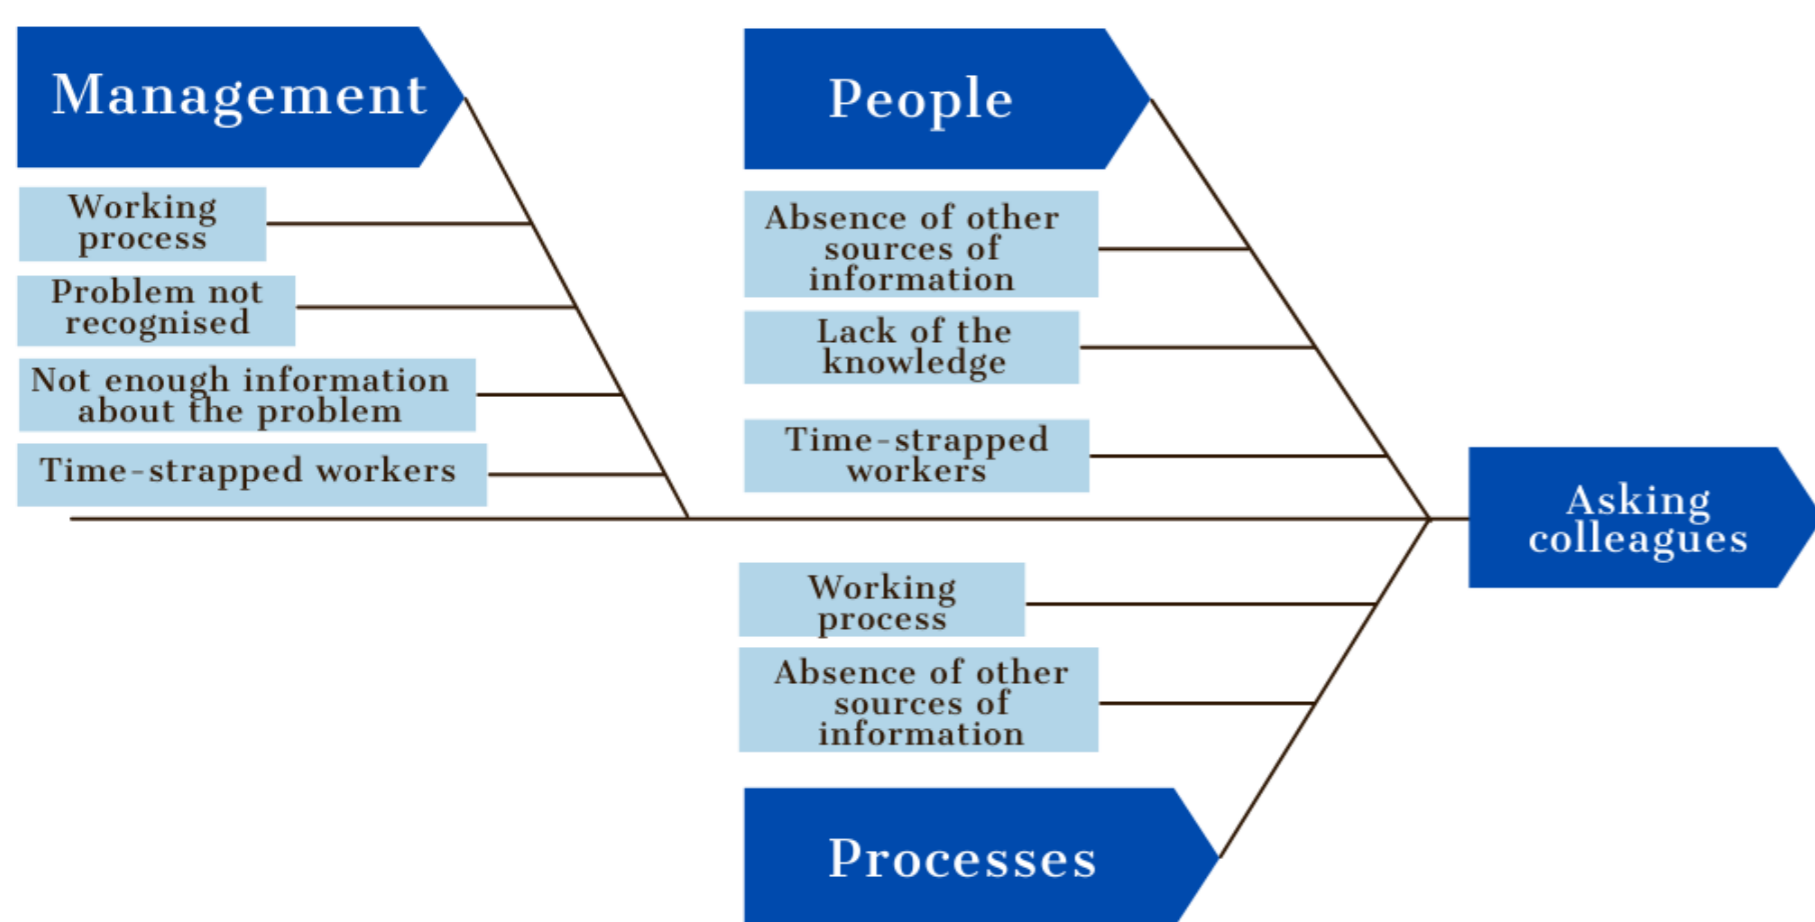 Management
Working
process
Problem not
recognised
Not enough information
about the problem
Time-strapped workers
People
Absence of other
sources of
information
Lack of the
knowledge
Time-strapped
workers
Asking
colleagues
Working
process
Absence of other
sources of
information
Processes